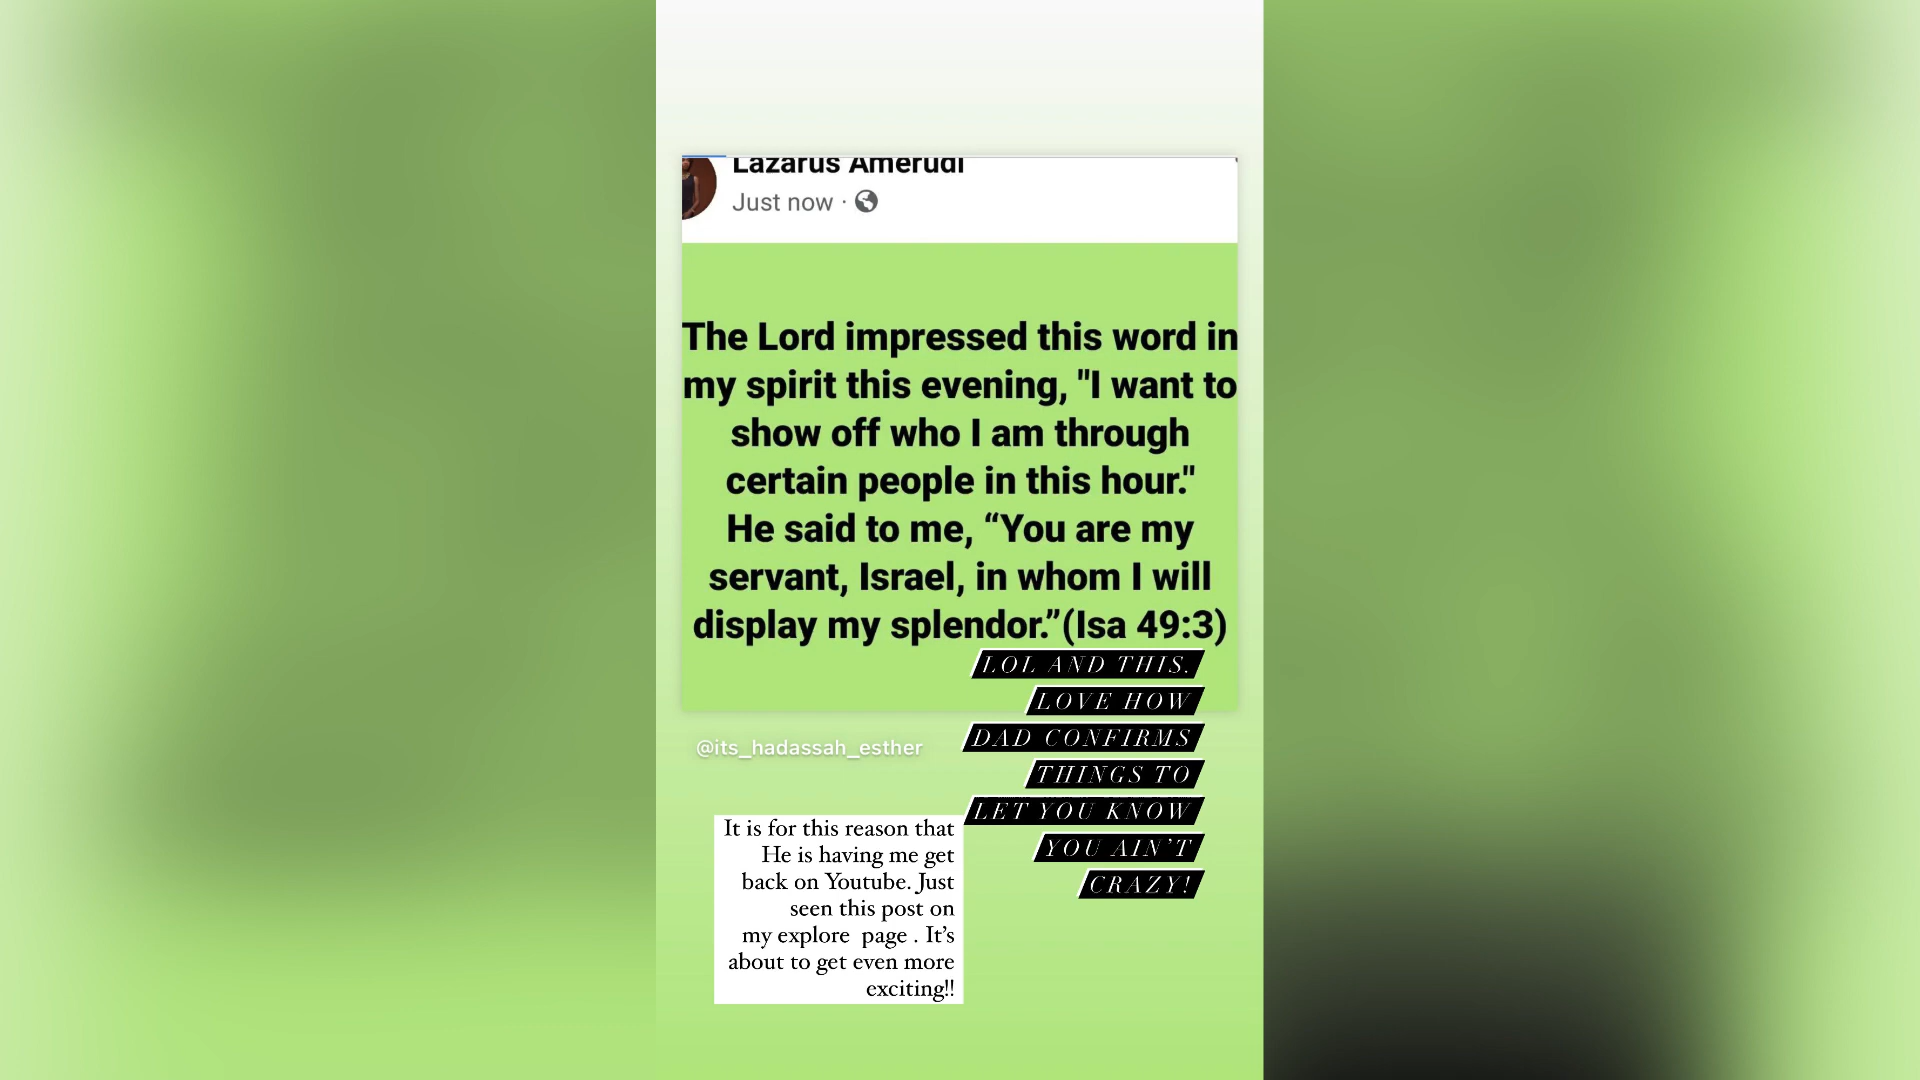 Lazarus Amerudi
Just now ·
The Lord impressed this word in
my spirit this evening, "I want to
show off who I am through
certain people in this hour."
He said to me, “You are my
servant, Israel, in whom I will
display my splendor.”(Isa 49:3)
LOL AND THIS.
LOVE HOW
DAD CONFIRMS
THINGS TO
LET YOU KNOW
YOU AIN’T
CRAZY!
@its_hadassah_esther
It is for this reason that
He is having me get
back on Youtube. Just
seen this post on
my explore page . It’s
about to get even more
exciting!!